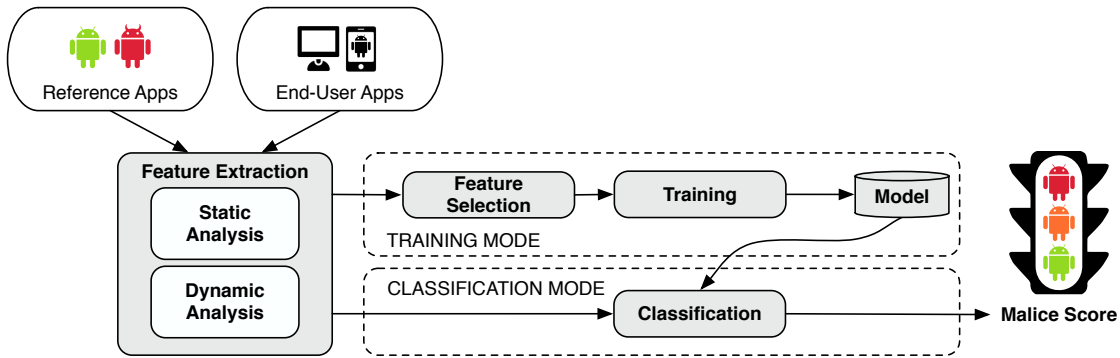 Reference Apps
End-User Apps
Feature Extraction
Static
Analysis
Dynamic
Analysis
Feature
Selection
Training
Model
TRAINING MODE
CLASSIFICATION MODE
Classification
Malice Score